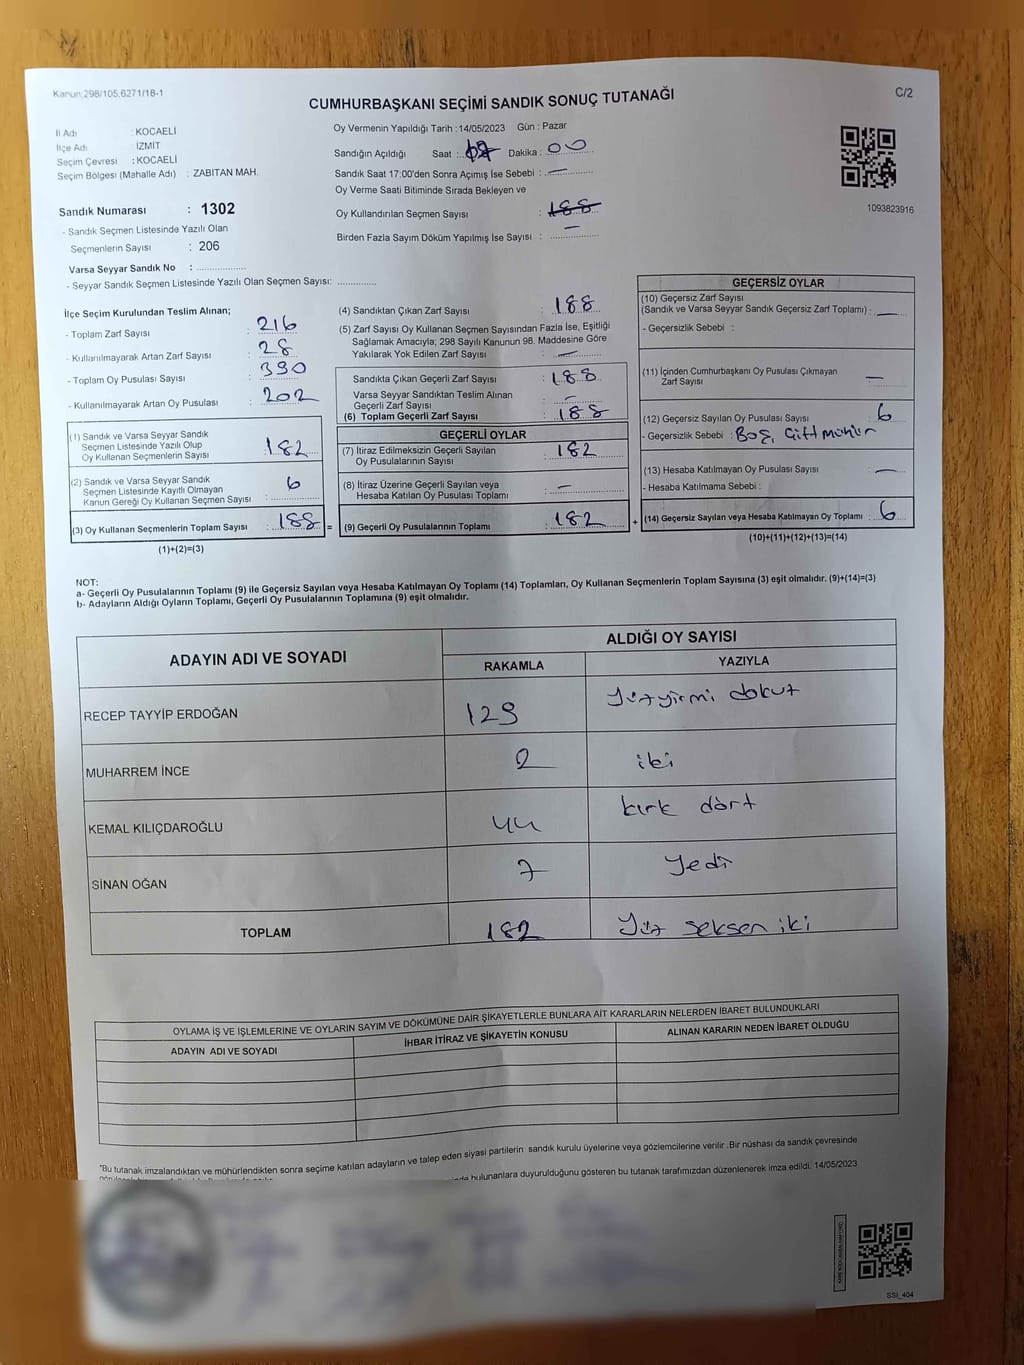 Kanun:298/105,6271/18-1
C/2
CUMHURBAŞKANI SEÇİMİ SANDIK SONUÇ TUTANAĞI
İl Adı : KOCAELİ
İlçe Adı : İZMİT
Seçim Çevresi : KOCAELİ
Seçim Bölgesi (Mahalle Adı) : ZABITAN MAH.
Sandık Numarası : 1302
- Sandık Seçmen Listesinde Yazılı Olan
Seçmenlerin Sayısı : 206
Varsa Seyyar Sandık No :
- Seyyar Sandık Seçmen Listesinde Yazılı Olan Seçmen Sayısı:
Oy Vermenin Yapıldığı Tarih : 14/05/2023 Gün : Pazar
Sandığın Açıldığı Saat : Dakika : 00
Sandık Saat 17:00'den Sonra Açımış İse Sebebi : —
Oy Verme Saati Bitiminde Sırada Bekleyen ve
Oy Kullandırılan Seçmen Sayısı : 188
—
Birden Fazla Sayım Döküm Yapılmış İse Sayısı :
1093823916
İlçe Seçim Kurulundan Teslim Alınan;
- Toplam Zarf Sayısı : 216
- Kullanılmayarak Artan Zarf Sayısı : 28
- Toplam Oy Pusulası Sayısı : 390
- Kullanılmayarak Artan Oy Pusulası : 202
(1) Sandık ve Varsa Seyyar Sandık
Seçmen Listesinde Yazılı Olup
Oy Kullanan Seçmenlerin Sayısı : 182
(2) Sandık ve Varsa Seyyar Sandık
Seçmen Listesinde Kayıtlı Olmayan
Kanun Gereği Oy Kullanan Seçmen Sayısı : 6
(3) Oy Kullanan Seçmenlerin Toplam Sayısı : 188 =
(1)+(2)=(3)
(4) Sandıktan Çıkan Zarf Sayısı : 188
(5) Zarf Sayısı Oy Kullanan Seçmen Sayısından Fazla İse, Eşitliği
Sağlamak Amacıyla; 298 Sayılı Kanunun 98. Maddesine Göre
Yakılarak Yok Edilen Zarf Sayısı : —
Sandıkta Çıkan Geçerli Zarf Sayısı : 188
Varsa Seyyar Sandıktan Teslim Alınan
Geçerli Zarf Sayısı : —
(6) Toplam Geçerli Zarf Sayısı : 188
GEÇERLİ OYLAR
(7) İtiraz Edilmeksizin Geçerli Sayılan
Oy Pusulalarının Sayısı : 182
(8) İtiraz Üzerine Geçerli Sayılan veya
Hesaba Katılan Oy Pusulası Toplamı : —
(9) Geçerli Oy Pusulalarının Toplamı : 182 +
GEÇERSİZ OYLAR
(10) Geçersiz Zarf Sayısı
(Sandık ve Varsa Seyyar Sandık Geçersiz Zarf Toplamı) : —
- Geçersizlik Sebebi :
(11) İçinden Cumhurbaşkanı Oy Pusulası Çıkmayan
Zarf Sayısı —
(12) Geçersiz Sayılan Oy Pusulası Sayısı : 6
- Geçersizlik Sebebi : Boş, Çift mühür
(13) Hesaba Katılmayan Oy Pusulası Sayısı : —
- Hesaba Katılmama Sebebi :
(14) Geçersiz Sayılan veya Hesaba Katılmayan Oy Toplamı : 6
(10)+(11)+(12)+(13)=(14)
NOT:
a- Geçerli Oy Pusulalarının Toplamı (9) ile Geçersiz Sayılan veya Hesaba Katılmayan Oy Toplamı (14) Toplamları, Oy Kullanan Seçmenlerin Toplam Sayısına (3) eşit olmalıdır. (9)+(14)=(3)
b- Adayların Aldığı Oyların Toplamı, Geçerli Oy Pusulalarının Toplamına (9) eşit olmalıdır.
ADAYIN ADI VE SOYADI
ALDIĞI OY SAYISI
RAKAMLA YAZIYLA
RECEP TAYYİP ERDOĞAN 129 Yüzyirmi dokuz
MUHARREM İNCE 2 iki
KEMAL KILIÇDAROĞLU 44 kırk dört
SİNAN OĞAN 7 Yedi
TOPLAM 182 Yüz seksen iki
OYLAMA İŞ VE İŞLEMLERİNE VE OYLARIN SAYIM VE DÖKÜMÜNE DAİR ŞİKAYETLERLE BUNLARA AİT KARARLARIN NELERDEN İBARET BULUNDUKLARI
ADAYIN ADI VE SOYADI İHBAR İTİRAZ VE ŞİKAYETİN KONUSU ALINAN KARARIN NEDEN İBARET OLDUĞU
"Bu tutanak imzalandıktan ve mühürlendikten sonra seçime katılan adayların ve talep eden siyasi partilerin sandık kurulu üyelerine veya gözlemcilerine verilir .Bir nüshası da sandık çevresinde
bulunanlara duyurulduğunu gösteren bu tutanak tarafımızdan düzenlenerek imza edildi. 14/05/2023
SSI_404